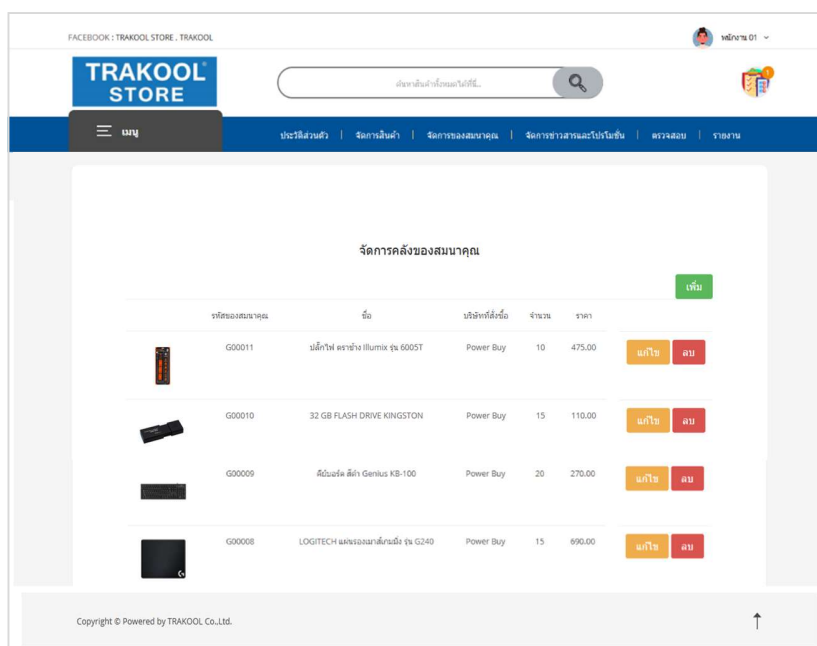 FACEBOOK : TRAKOOL STORE , TRAKOOL
พนักงาน 01
TRAKOOL
STORE
ค้นหาสินค้าทั้งหมดได้ที่นี่...
1
เมนู
ประวัติส่วนตัว | จัดการสินค้า | จัดการของสมนาคุณ | จัดการข่าวสารและโปรโมชั่น | ตรวจสอบ | รายงาน
จัดการคลังของสมนาคุณ
เพิ่ม
รหัสของสมนาคุณ ชื่อ บริษัทที่สั่งซื้อ จำนวน ราคา
G00011 ปลั๊กไฟ ตราช้าง Illumix รุ่น 6005T Power Buy 10 475.00 แก้ไข ลบ
G00010 32 GB FLASH DRIVE KINGSTON Power Buy 15 110.00 แก้ไข ลบ
G00009 คีย์บอร์ด สีดำ Genius KB-100 Power Buy 20 270.00 แก้ไข ลบ
G00008 LOGITECH แผ่นรองเมาส์เกมมิ่ง รุ่น G240 Power Buy 15 690.00 แก้ไข ลบ
Copyright © Powered by TRAKOOL Co.,Ltd.